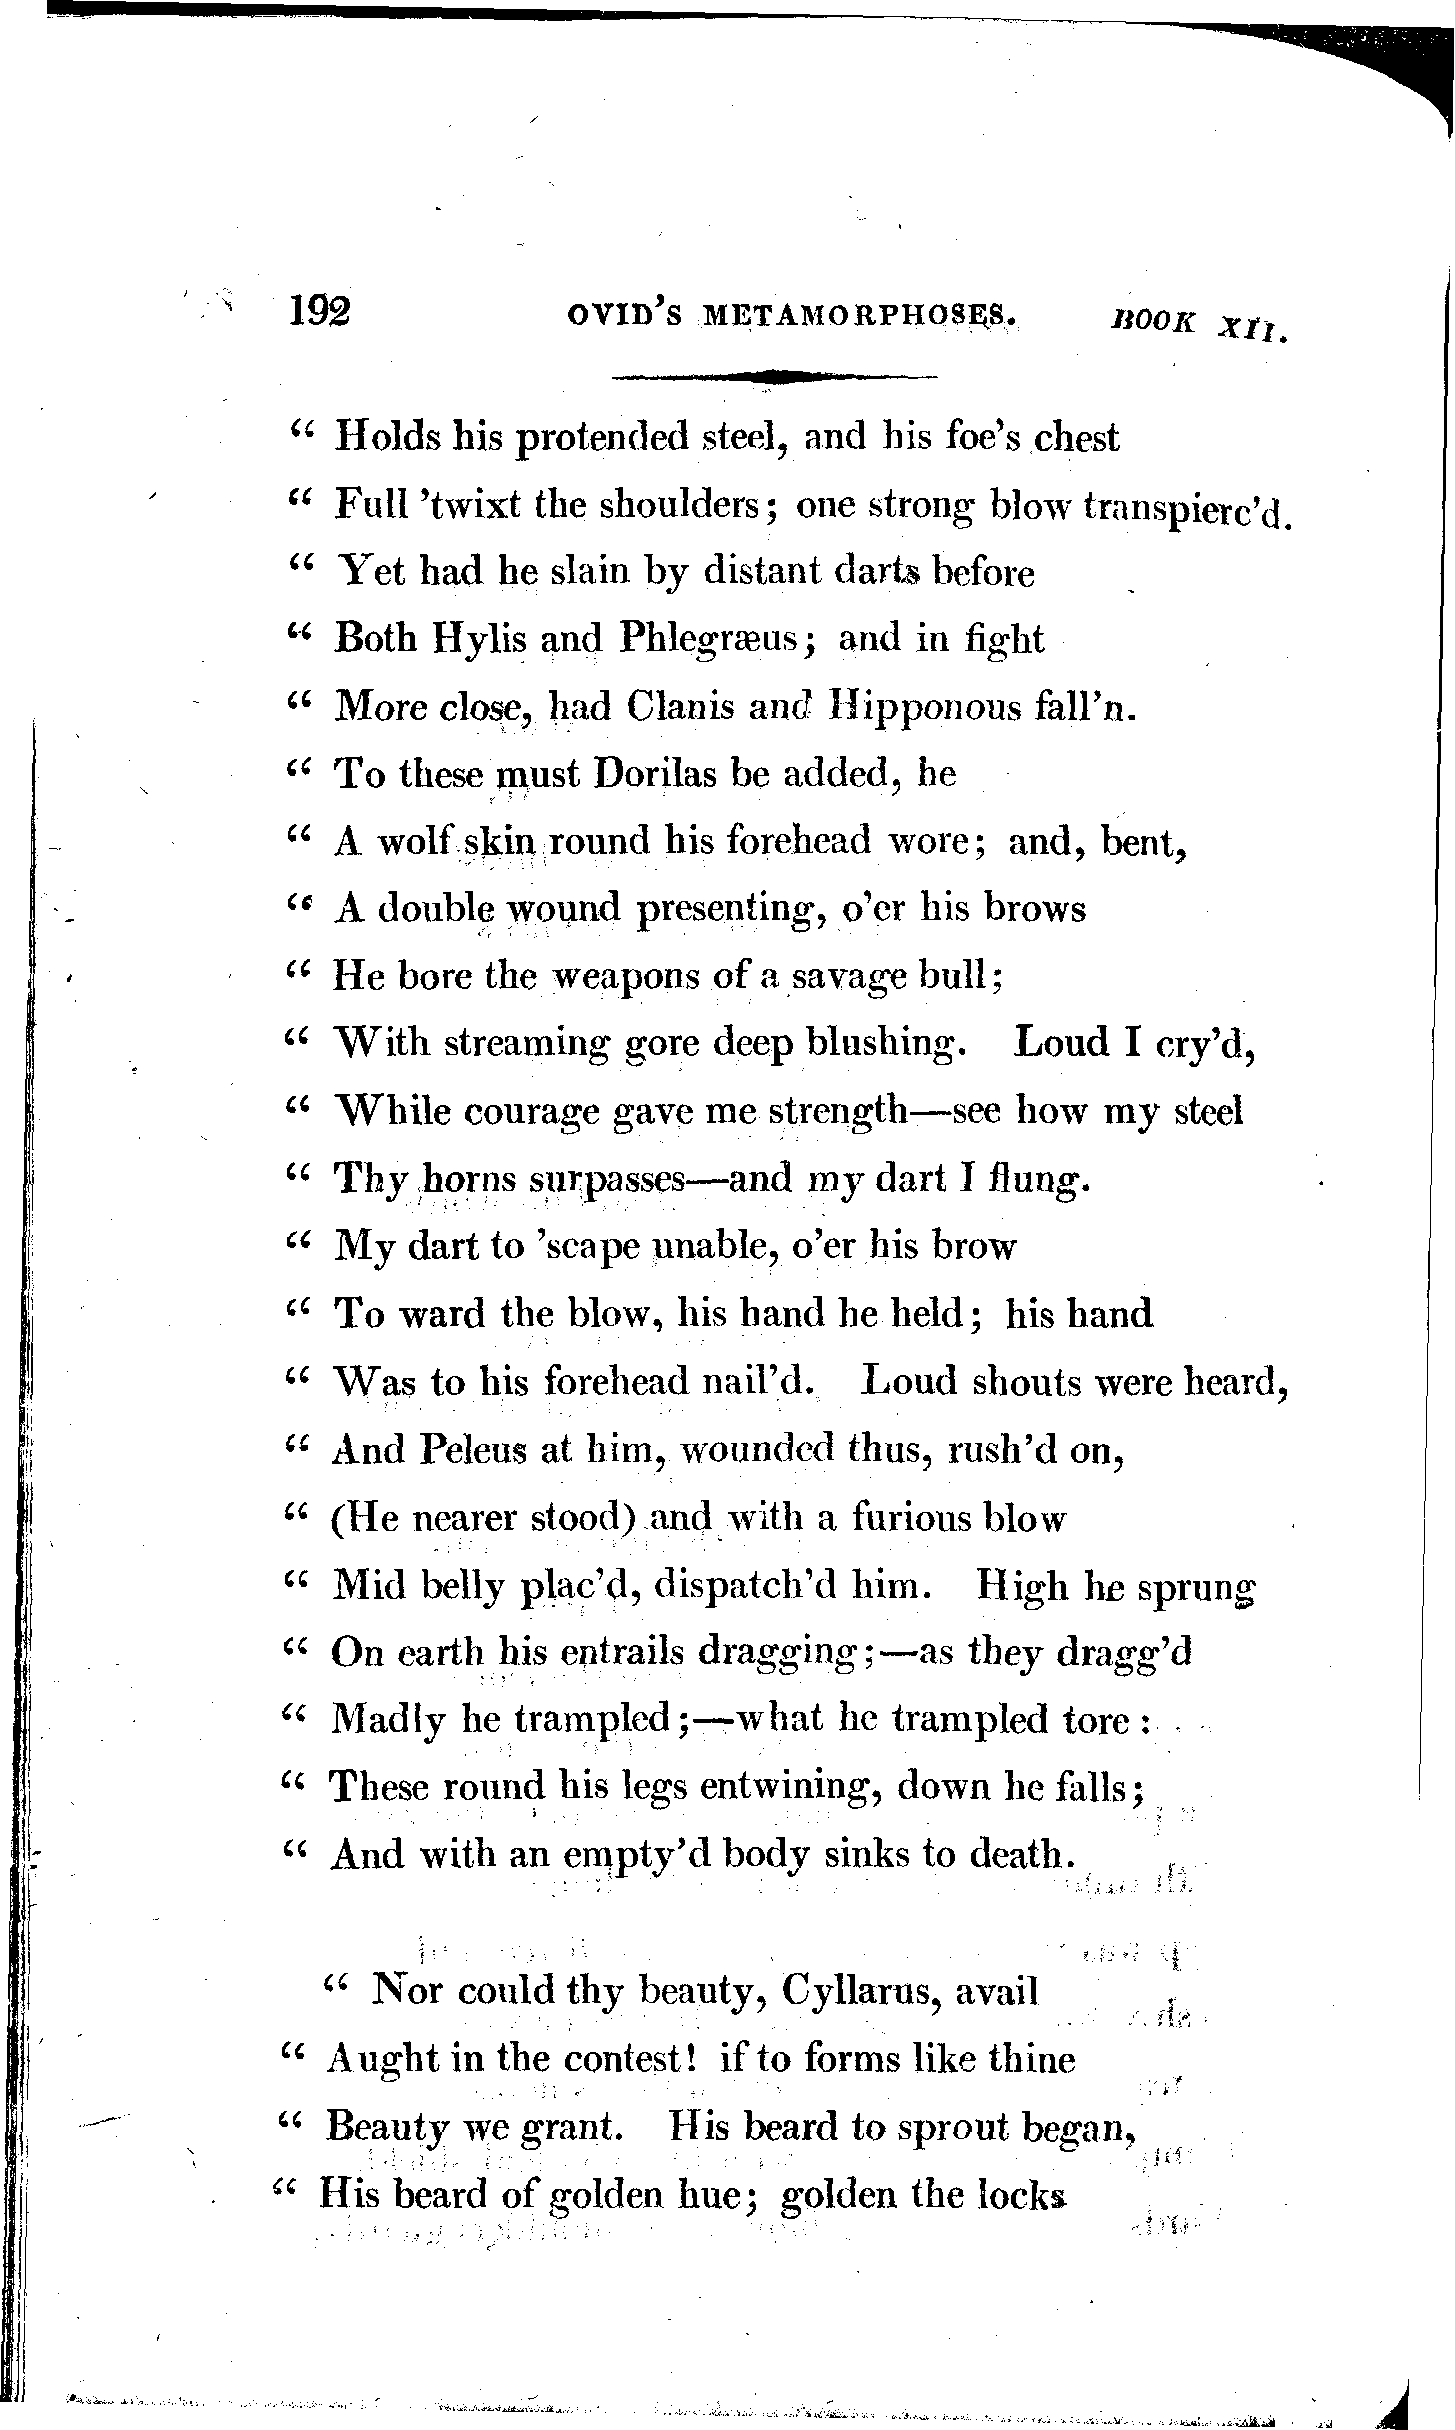 192 OVID'S METAMORPHOSES. BOOK XII.
“ Holds his protended steel, and his foe's chest
“ Full 'twixt the shoulders; one strong blow transpierc'd.
“ Yet had he slain by distant darts before
“ Both Hylis and Phlegræus; and in fight
“ More close, had Clanis and Hipponous fall'n.
“ To these must Dorilas be added, he
“ A wolf skin round his forehead wore; and, bent,
“ A double wound presenting, o'er his brows
“ He bore the weapons of a savage bull;
“ With streaming gore deep blushing. Loud I cry'd,
“ While courage gave me strength—see how my steel
“ Thy horns surpasses—and my dart I flung.
“ My dart to 'scape unable, o'er his brow
“ To ward the blow, his hand he held; his hand
“ Was to his forehead nail'd. Loud shouts were heard,
“ And Peleus at him, wounded thus, rush'd on,
“ (He nearer stood) and with a furious blow
“ Mid belly plac'd, dispatch'd him. High he sprung
“ On earth his entrails dragging;—as they dragg'd
“ Madly he trampled;—what he trampled tore:
“ These round his legs entwining, down he falls;
“ And with an empty'd body sinks to death.
“ Nor could thy beauty, Cyllarus, avail
“ Aught in the contest! if to forms like thine
“ Beauty we grant. His beard to sprout began,
“ His beard of golden hue; golden the locks